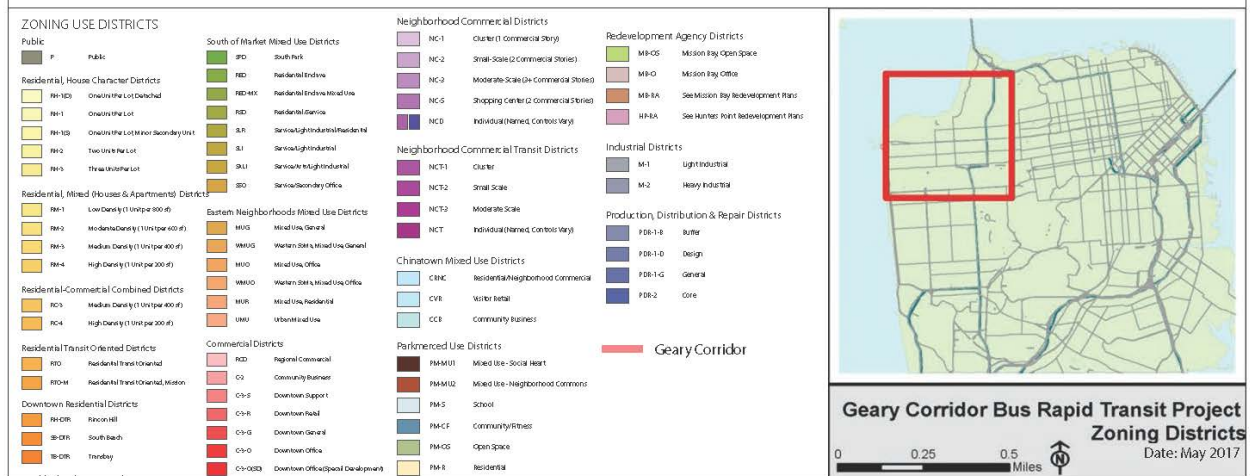 ZONING USE DISTRICTS
Public
P Public
Residential, House Character Districts
RH-1(D) One Unit Per Lot, Detached
RH-1 One Unit Per Lot
RH-1(S) One Unit Per Lot, Minor Secondary Unit
RH-2 Two Units Per Lot
RH-3 Three Units Per Lot
Residential, Mixed (Houses & Apartments) Districts
RM-1 Low Density (1 Unit per 800 sf)
RM-2 Moderate Density (1 Unit per 600 sf)
RM-3 Medium Density (1 Unit per 400 sf)
RM-4 High Density (1 Unit per 200 sf)
Residential-Commercial Combined Districts
RC-3 Medium Density (1 Unit per 400 sf)
RC-4 High Density (1 Unit per 200 sf)
Residential Transit Oriented Districts
RTO Residential Transit Oriented
RTO-M Residential Transit Oriented, Mission
Downtown Residential Districts
RH-DTR Rincon Hill
SB-DTR South Beach
TB-DTR Transbay
South of Market Mixed Use Districts
SPD South Park
RED Residential Enclave
RED-MX Residential Enclave Mixed Use
RSD Residential/Service
SLR Service/Light Industrial/Residential
SLI Service/Light Industrial
SALI Service/Arts/Light Industrial
SSO Service/Secondary Office
Eastern Neighborhoods Mixed Use Districts
MUG Mixed Use, General
WMUG Western SoMa, Mixed Use, General
MUO Mixed Use, Office
WMUO Western SoMa, Mixed Use, Office
MUR Mixed Use, Residential
UMU Urban Mixed Use
Commercial Districts
RCD Regional Commercial
C-2 Community Business
C-3-S Downtown Support
C-3-R Downtown Retail
C-3-G Downtown General
C-3-O Downtown Office
C-3-O(SD) Downtown Office (Special Development)
Neighborhood Commercial Districts
NC-1 Cluster (1 Commercial Story)
NC-2 Small-Scale (2 Commercial Stories)
NC-3 Moderate-Scale (3+ Commercial Stories)
NC-S Shopping Center (2 Commercial Stories)
NCD Individual (Named, Controls Vary)
Neighborhood Commercial Transit Districts
NCT-1 Cluster
NCT-2 Small Scale
NCT-3 Moderate Scale
NCT Individual (Named, Controls Vary)
Chinatown Mixed Use Districts
CRNC Residential/Neighborhood Commercial
CVR Visitor Retail
CCB Community Business
Parkmerced Use Districts
PM-MU1 Mixed Use - Social Heart
PM-MU2 Mixed Use - Neighborhood Commons
PM-S School
PM-CF Community/Fitness
PM-OS Open Space
PM-R Residential
Redevelopment Agency Districts
MB-OS Mission Bay, Open Space
MB-O Mission Bay, Office
MB-RA See Mission Bay Redevelopment Plans
HP-RA See Hunters Point Redevelopment Plans
Industrial Districts
M-1 Light Industrial
M-2 Heavy Industrial
Production, Distribution & Repair Districts
PDR-1-B Buffer
PDR-1-D Design
PDR-1-G General
PDR-2 Core
Geary Corridor
Geary Corridor Bus Rapid Transit Project
Zoning Districts
Date: May 2017
0 0.25 0.5
Miles
N